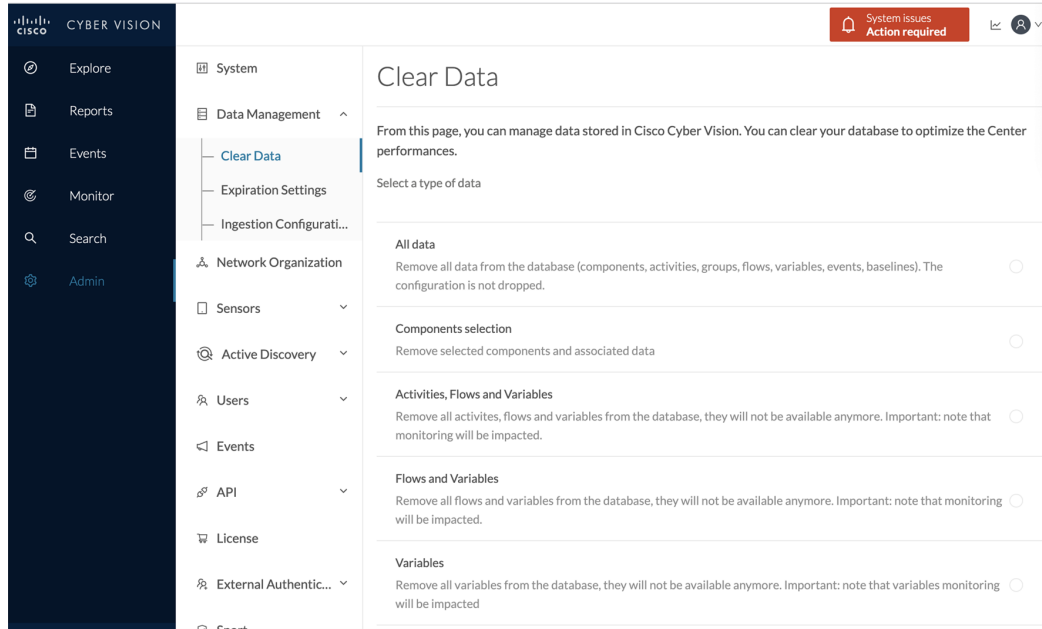 CISCO
CYBER VISION
System issues
Action required
Explore
Reports
Events
Monitor
Search
Admin
System
Data Management
Clear Data
Expiration Settings
Ingestion Configurati...
Network Organization
Sensors
Active Discovery
Users
Events
API
License
External Authentic...
Clear Data
From this page, you can manage data stored in Cisco Cyber Vision. You can clear your database to optimize the Center
performances.
Select a type of data
All data
Remove all data from the database (components, activities, groups, flows, variables, events, baselines). The
configuration is not dropped.
Components selection
Remove selected components and associated data
Activities, Flows and Variables
Remove all activites, flows and variables from the database, they will not be available anymore. Important: note that
monitoring will be impacted.
Flows and Variables
Remove all flows and variables from the database, they will not be available anymore. Important: note that monitoring
will be impacted.
Variables
Remove all variables from the database, they will not be available anymore. Important: note that variables monitoring
will be impacted